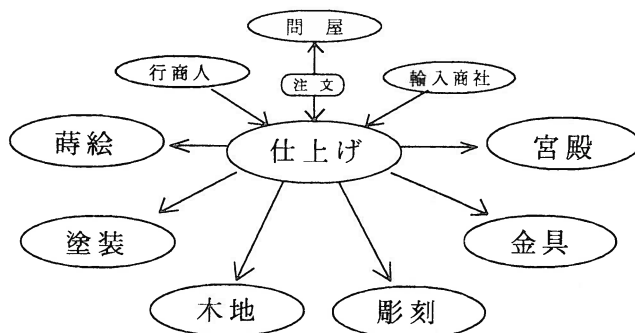 問屋
行商人
注文
輸入商社
蒔絵
仕上げ
宮殿
塗装
金具
木地
彫刻